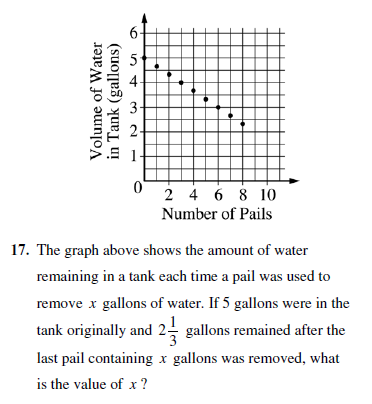 Volume of Water
in Tank (gallons)
6
5
4
3
2
1
0
2 4 6 8 10
Number of Pails
17. The graph above shows the amount of water
remaining in a tank each time a pail was used to
remove x gallons of water. If 5 gallons were in the
tank originally and 2 1/3 gallons remained after the
last pail containing x gallons was removed, what
is the value of x ?